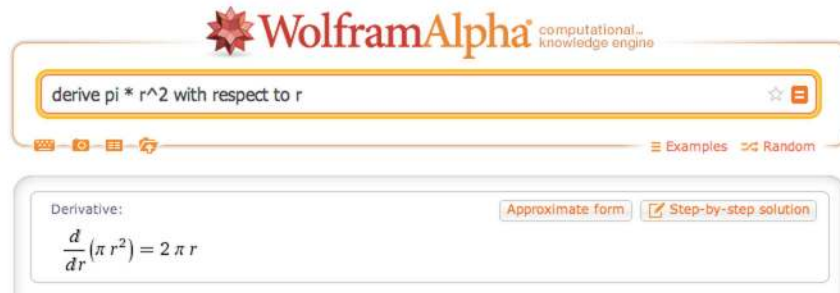 WolframAlpha computational... knowledge engine
derive pi * r^2 with respect to r
Examples Random
Derivative: Approximate form Step-by-step solution
d/dr (π r²) = 2 π r